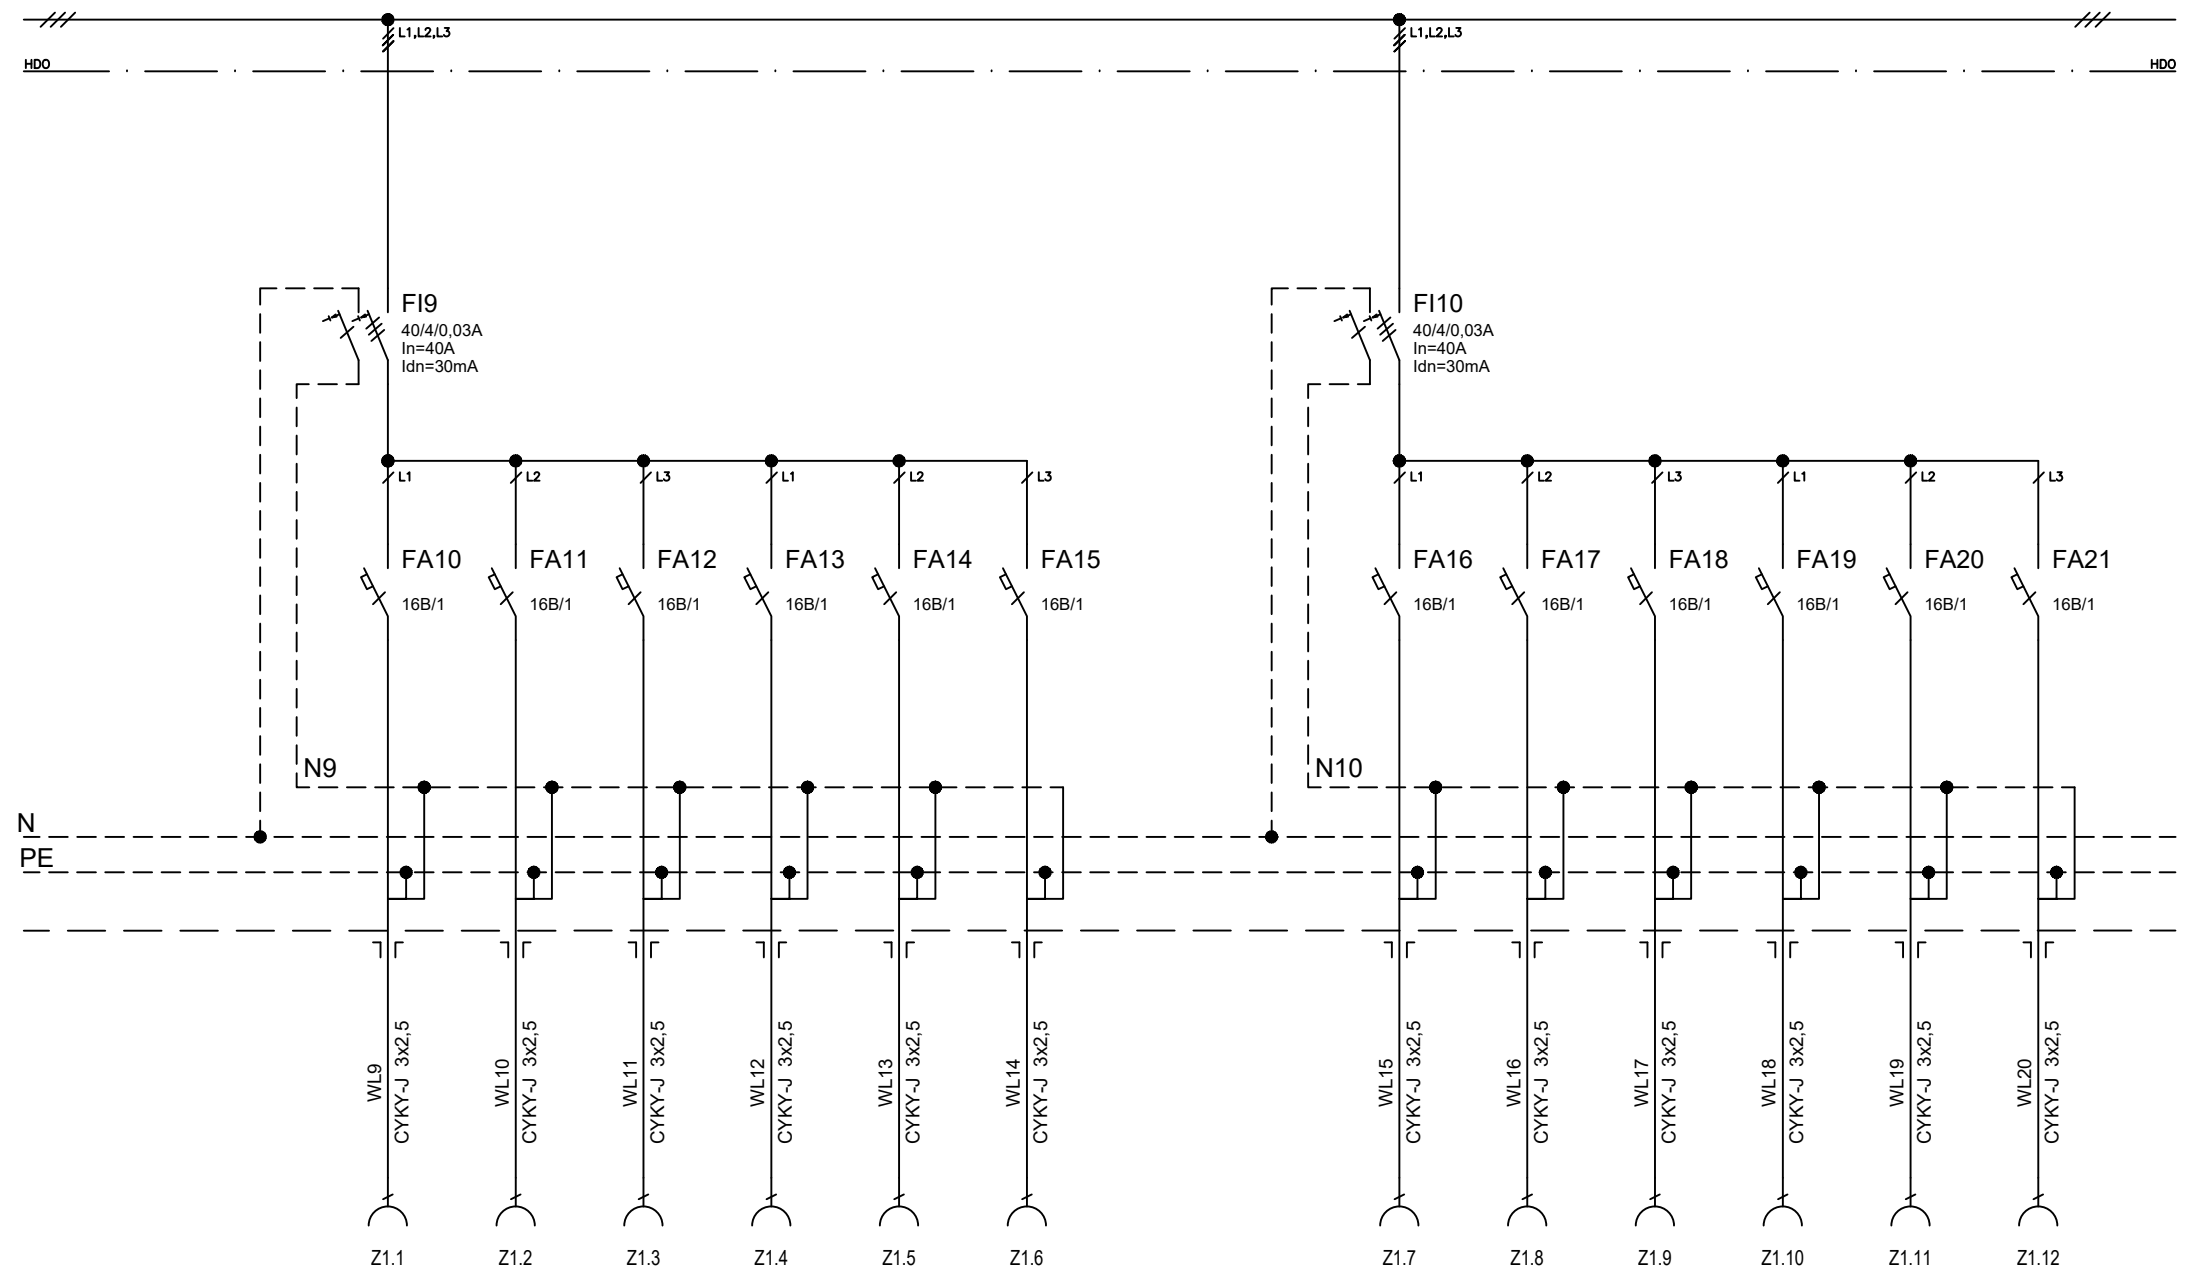 L1,L2,L3
L1,L2,L3
HDO
HDO
FI9
40/4/0,03A
In=40A
Idn=30mA
FI10
40/4/0,03A
In=40A
Idn=30mA
L1 L2 L3 L1 L2 L3
L1 L2 L3 L1 L2 L3
FA10 FA11 FA12 FA13 FA14 FA15
16B/1 16B/1 16B/1 16B/1 16B/1 16B/1
FA16 FA17 FA18 FA19 FA20 FA21
16B/1 16B/1 16B/1 16B/1 16B/1 16B/1
N9
N10
N
PE
WL9
CYKY-J 3x2,5
WL10
CYKY-J 3x2,5
WL11
CYKY-J 3x2,5
WL12
CYKY-J 3x2,5
WL13
CYKY-J 3x2,5
WL14
CYKY-J 3x2,5
WL15
CYKY-J 3x2,5
WL16
CYKY-J 3x2,5
WL17
CYKY-J 3x2,5
WL18
CYKY-J 3x2,5
WL19
CYKY-J 3x2,5
WL20
CYKY-J 3x2,5
Z1.1 Z1.2 Z1.3 Z1.4 Z1.5 Z1.6
Z1.7 Z1.8 Z1.9 Z1.10 Z1.11 Z1.12